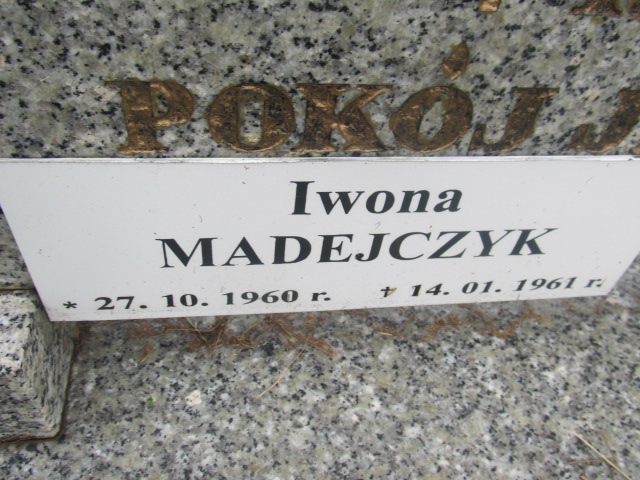 POKÓJ J
Iwona
MADEJCZYK
* 27. 10. 1960 r. † 14. 01. 1961 r.